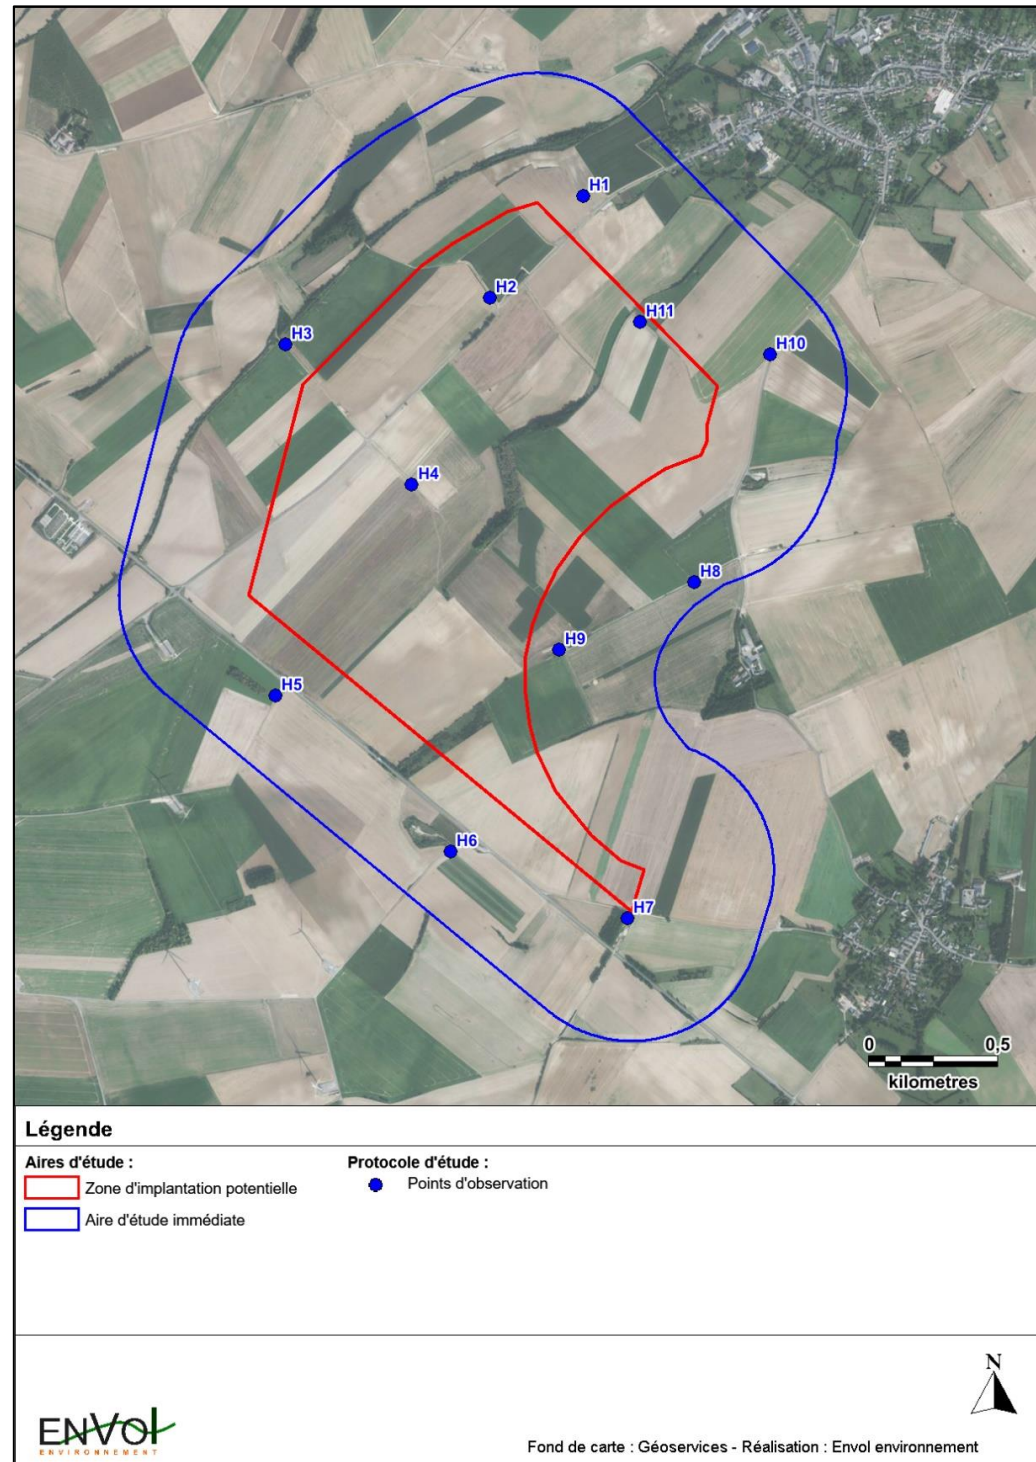 H1
H2
H11
H3
H10
H4
H8
H9
H5
H6
H7
0 0,5
kilometres
Légende
Aires d'étude :
Zone d'implantation potentielle
Aire d'étude immédiate
Protocole d'étude :
Points d'observation
N
ENVOl
ENVIRONNEMENT
Fond de carte : Géoservices - Réalisation : Envol environnement